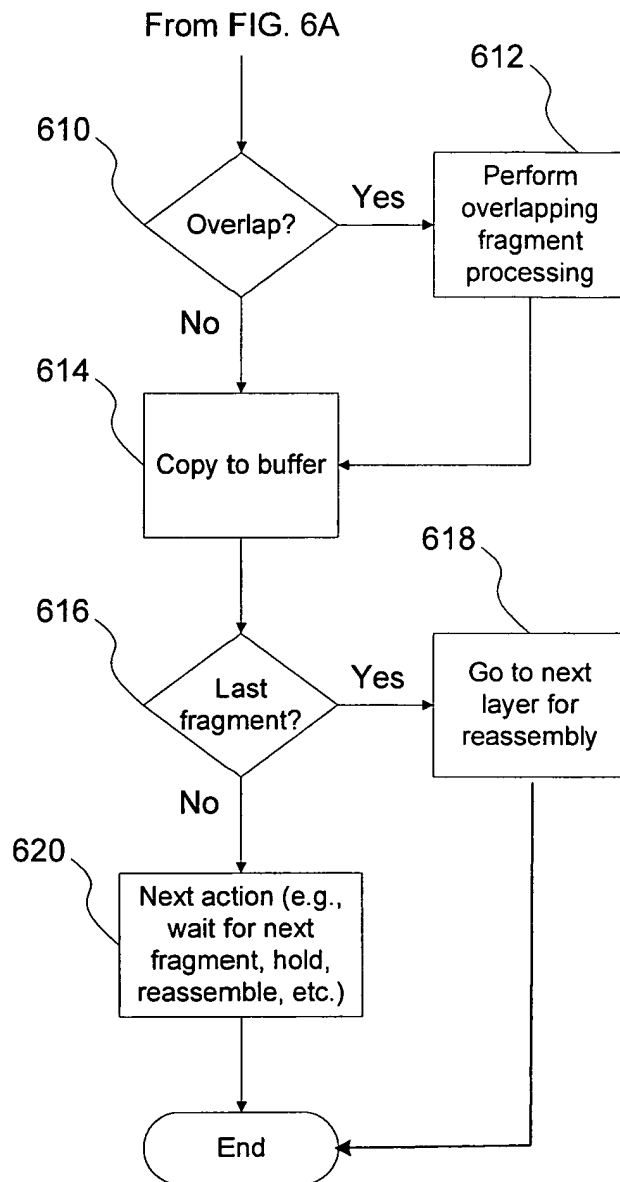 From FIG. 6A
612
610
Perform
overlapping
fragment
processing
Overlap?
Yes
No
614
Copy to buffer
618
616
Last
fragment?
Yes
Go to next
layer for
reassembly
No
620
Next action (e.g.,
wait for next
fragment, hold,
reassemble, etc.)
End